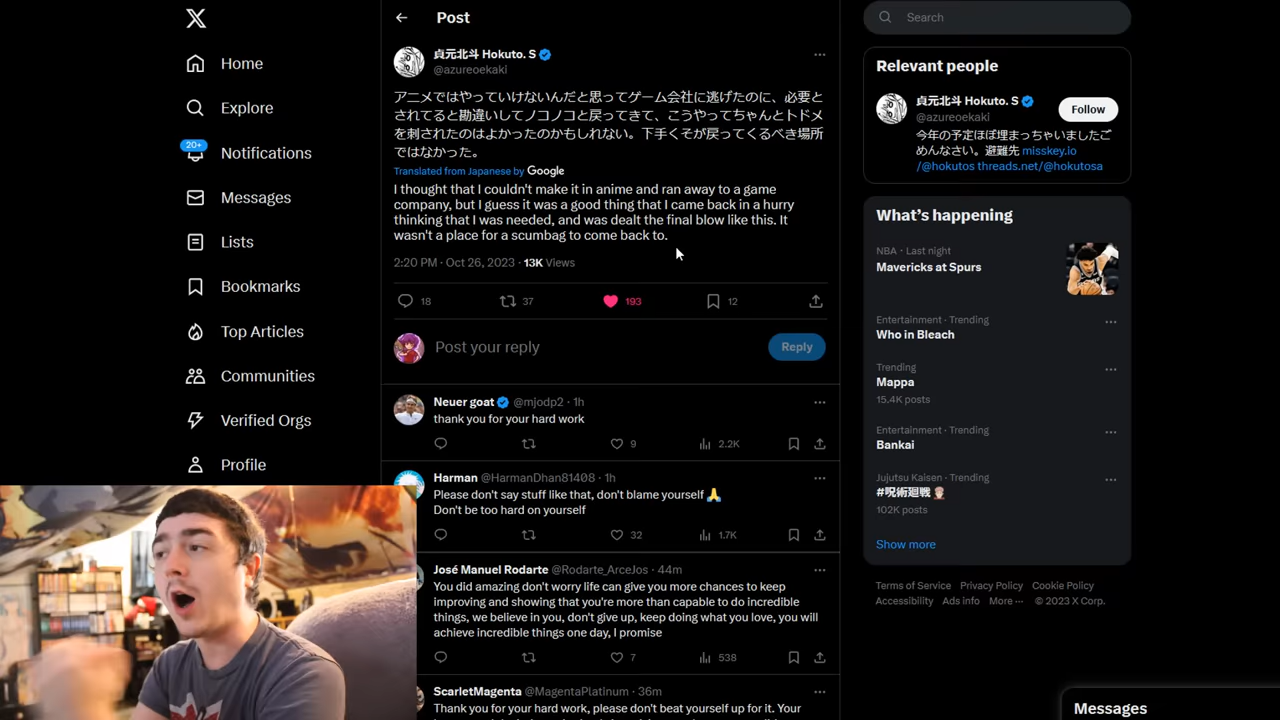 Home
Explore
20+
Notifications
Messages
Lists
Bookmarks
Top Articles
Communities
Verified Orgs
Profile
Post
貞元北斗 Hokuto. S
@azureoekaki
アニメではやっていけないんだと思ってゲーム会社に逃げたのに、必要と
されてると勘違いしてノコノコと戻ってきて、こうやってちゃんとトドメ
を刺されたのはよかったのかもしれない。下手くそが戻ってくるべき場所
ではなかった。
Translated from Japanese by Google
I thought that I couldn't make it in anime and ran away to a game
company, but I guess it was a good thing that I came back in a hurry
thinking that I was needed, and was dealt the final blow like this. It
wasn't a place for a scumbag to come back to.
2:20 PM · Oct 26, 2023 · 13K Views
18 37 193 12
Post your reply
Reply
Neuer goat @mjodp2 · 1h
thank you for your hard work
9 2.2K
Harman @HarmanDhan81408 · 1h
Please don't say stuff like that, don't blame yourself 🙏
Don't be too hard on yourself
32 1.7K
José Manuel Rodarte @Rodarte_ArceJos · 44m
You did amazing don't worry life can give you more chances to keep
improving and showing that you're more than capable to do incredible
things, we believe in you, don't give up, keep doing what you love, you will
achieve incredible things one day, I promise
7 538
ScarletMagenta @MagentaPlatinum · 36m
Thank you for your hard work, please don't beat yourself up for it. Your
Search
Relevant people
貞元北斗 Hokuto. S
@azureoekaki
Follow
今年の予定ほぼ埋まっちゃいましたご
めんなさい。避難先 misskey.io
/@hokutos threads.net/@hokutosa
What's happening
NBA · Last night
Mavericks at Spurs
Entertainment · Trending
Who in Bleach
Trending
Mappa
15.4K posts
Entertainment · Trending
Bankai
Jujutsu Kaisen · Trending
#呪術廻戦
102K posts
Show more
Terms of Service Privacy Policy Cookie Policy
Accessibility Ads info More ··· © 2023 X Corp.
Messages